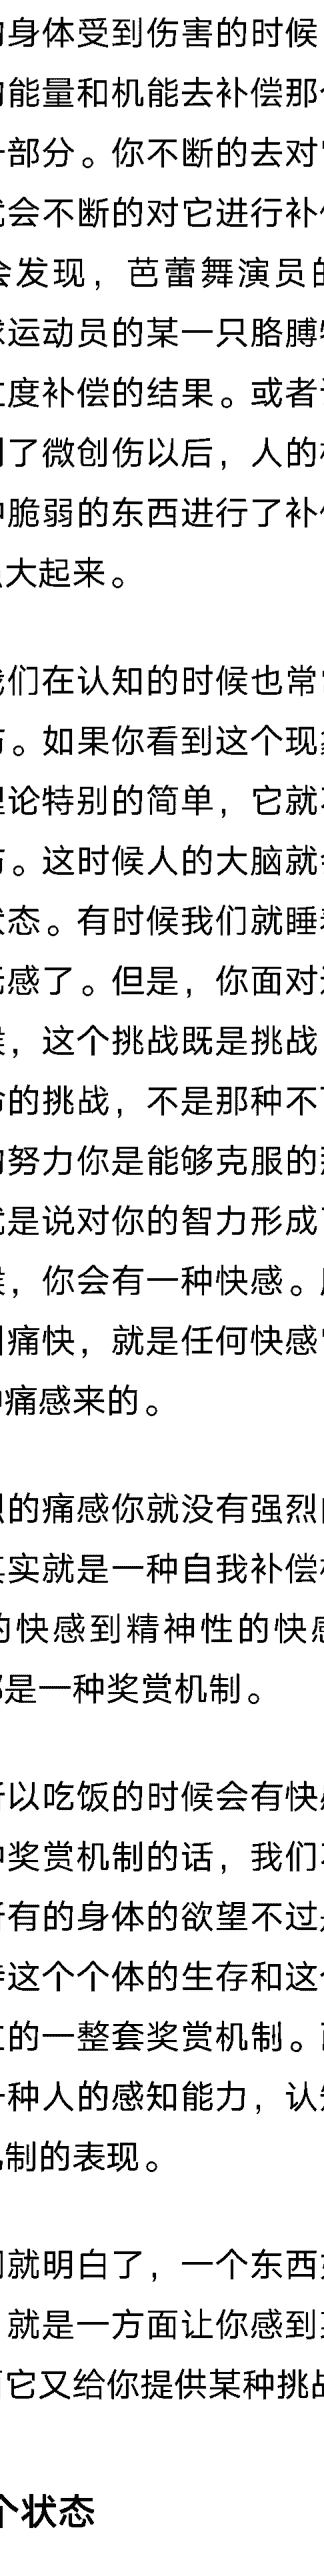 身体受到伤害的时候
能量和机能去补偿那
部分。你不断的去对
会不断的对它进行补
会发现，芭蕾舞演员的
运动员的某一只胳膊
度补偿的结果。或者
了微创伤以后，人的
脆弱的东西进行了补
大起来。
们在认知的时候也常
。如果你看到这个现
论特别的简单，它就
。这时候人的大脑就
态。有时候我们就睡
感了。但是，你面对
，这个挑战既是挑战
的挑战，不是那种不
努力你是能够克服的
是说对你的智力形成
，你会有一种快感。
痛快，就是任何快感
痛感来的。
的痛感你就没有强烈
实就是一种自我补偿
的快感到精神性的快感
是一种奖赏机制。
以吃饭的时候会有快
奖赏机制的话，我们
有的身体的欲望不过
这个个体的生存和这
的一整套奖赏机制。
种人的感知能力，认
制的表现。
就明白了，一个东西
就是一方面让你感到
它又给你提供某种挑战
个状态